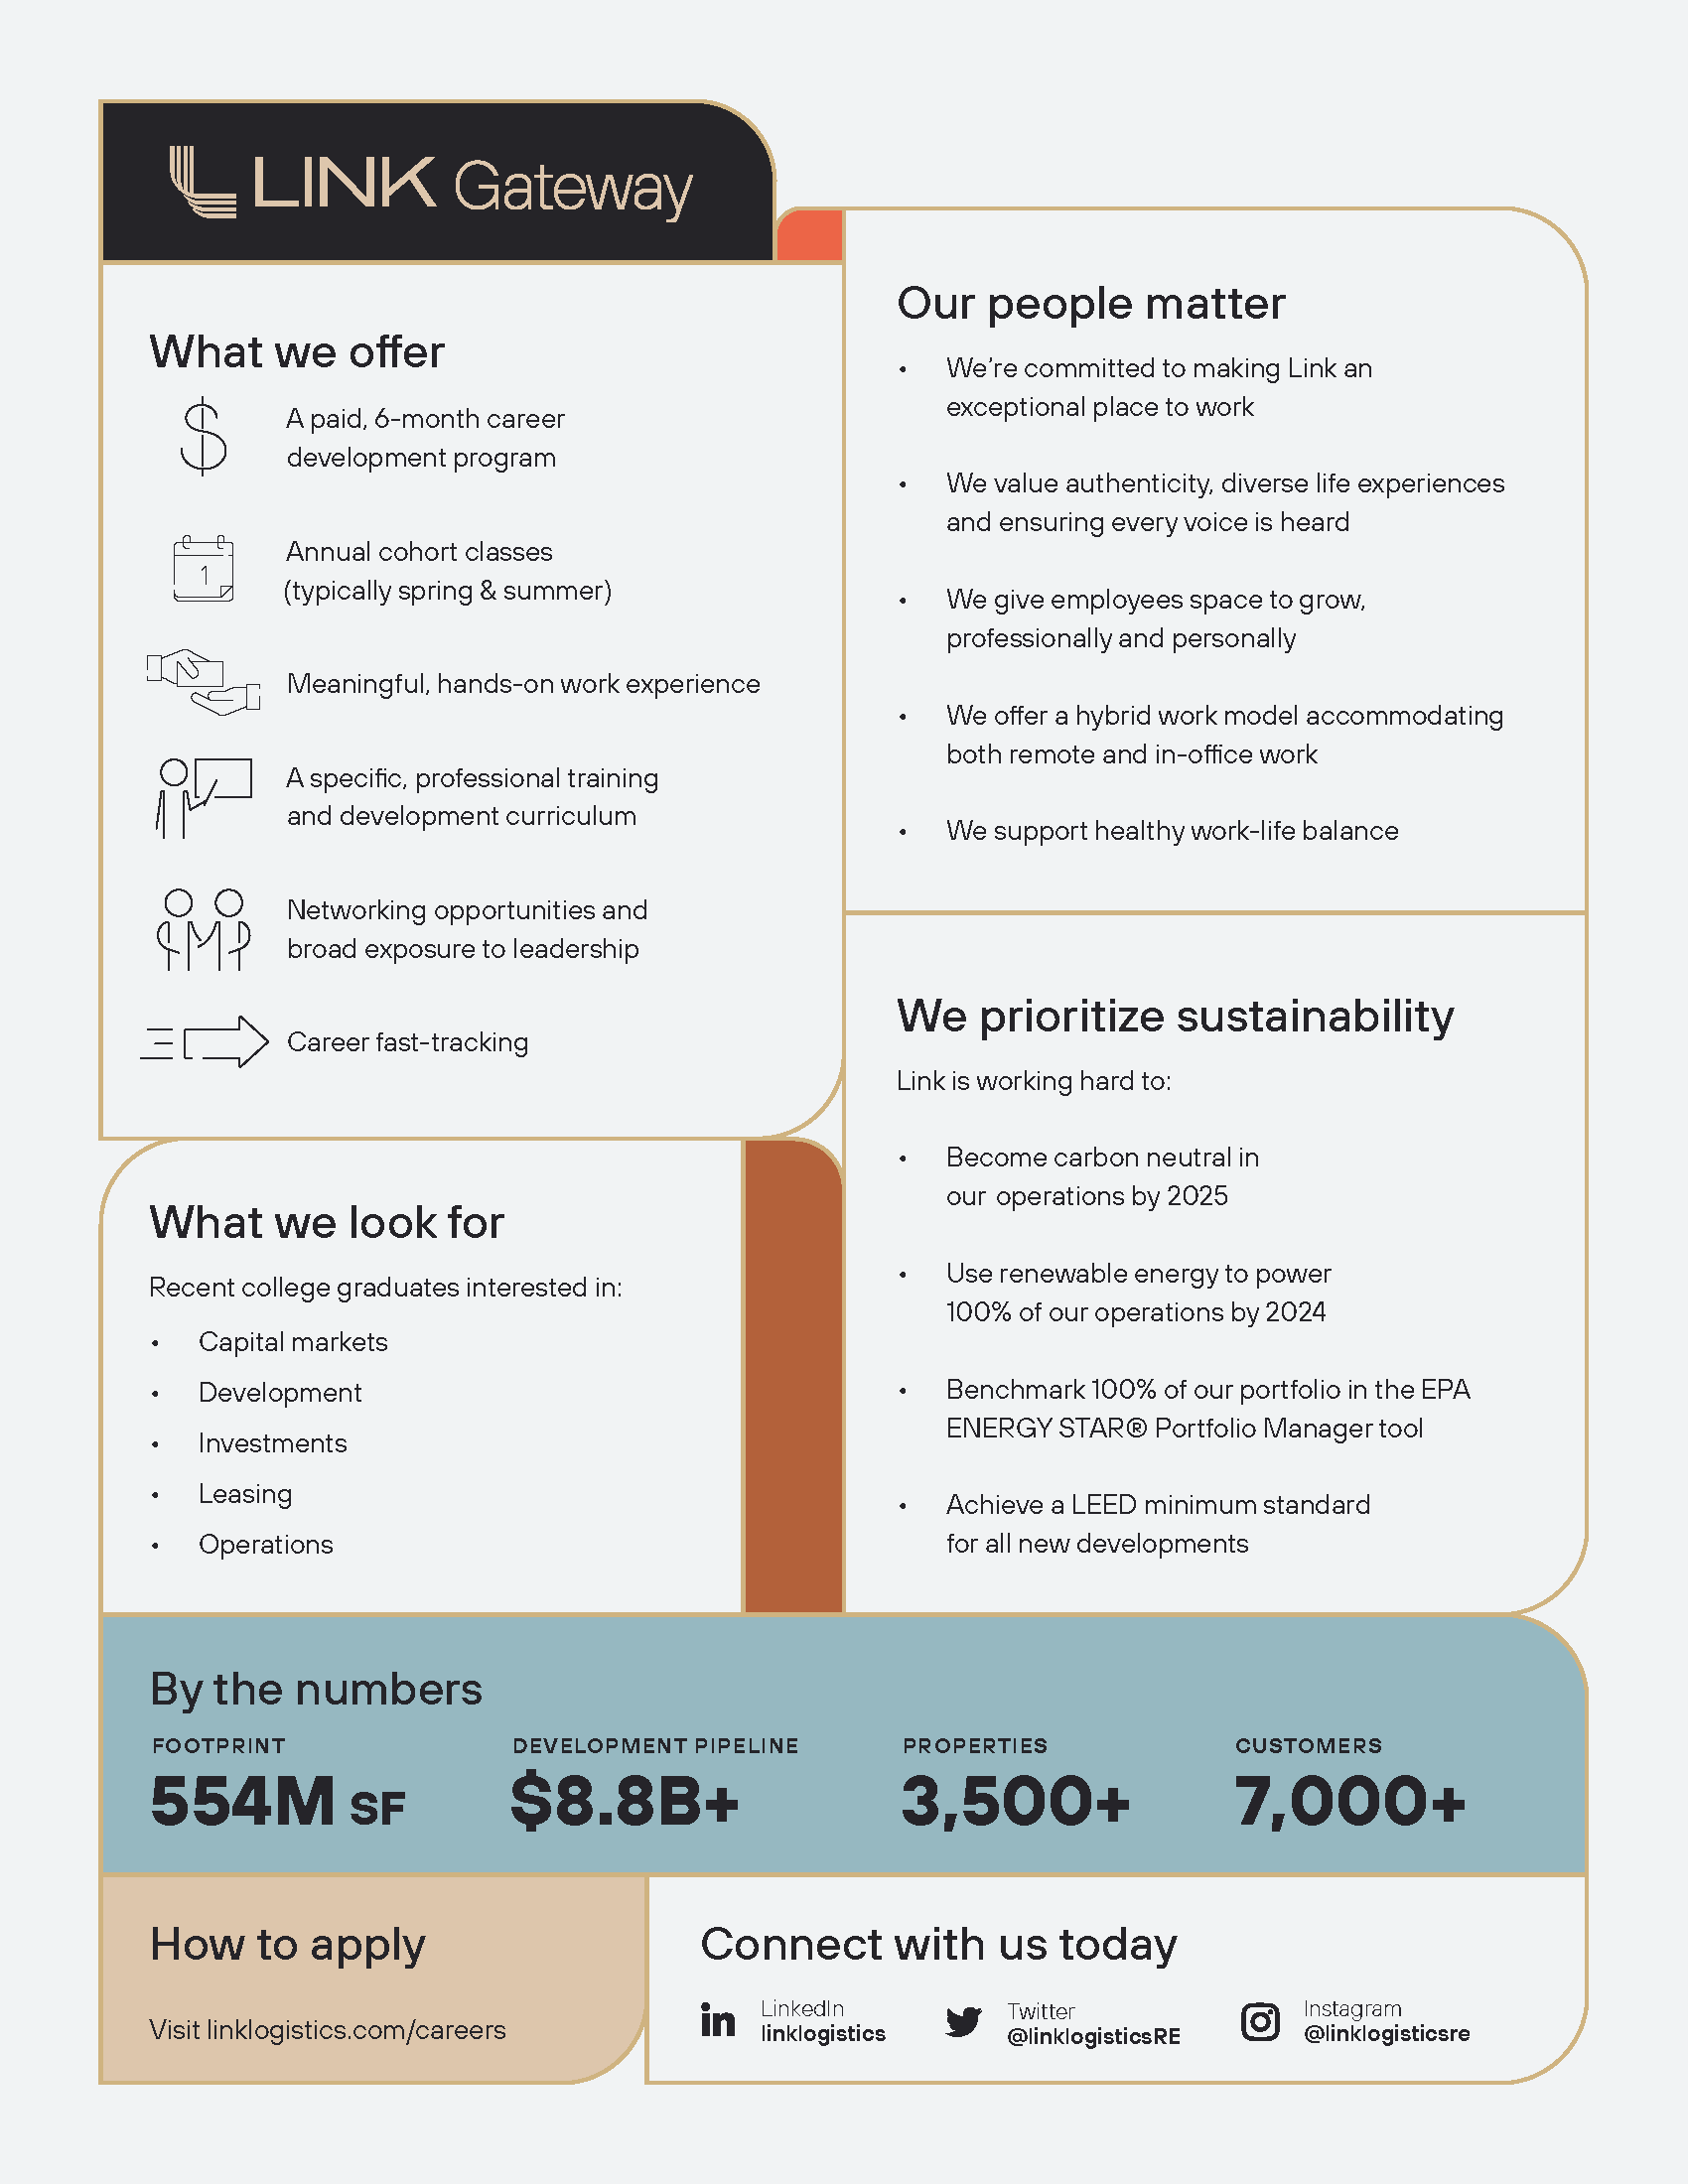 LINK Gateway
What we offer
A paid, 6-month career
development program
1
Annual cohort classes
(typically spring & summer)
Meaningful, hands-on work experience
A specific, professional training
and development curriculum
Networking opportunities and
broad exposure to leadership
Career fast-tracking
What we look for
Recent college graduates interested in:
• Capital markets
• Development
• Investments
• Leasing
• Operations
Our people matter
• We're committed to making Link an
exceptional place to work
• We value authenticity, diverse life experiences
and ensuring every voice is heard
• We give employees space to grow,
professionally and personally
• We offer a hybrid work model accommodating
both remote and in-office work
• We support healthy work-life balance
We prioritize sustainability
Link is working hard to:
• Become carbon neutral in
our operations by 2025
• Use renewable energy to power
100% of our operations by 2024
• Benchmark 100% of our portfolio in the EPA
ENERGY STAR® Portfolio Manager tool
• Achieve a LEED minimum standard
for all new developments
By the numbers
FOOTPRINT
554M SF
DEVELOPMENT PIPELINE
$8.8B+
PROPERTIES
3,500+
CUSTOMERS
7,000+
How to apply
Visit linklogistics.com/careers
Connect with us today
in
LinkedIn
linklogistics
Twitter
@linklogisticsRE
Instagram
@linklogisticsre